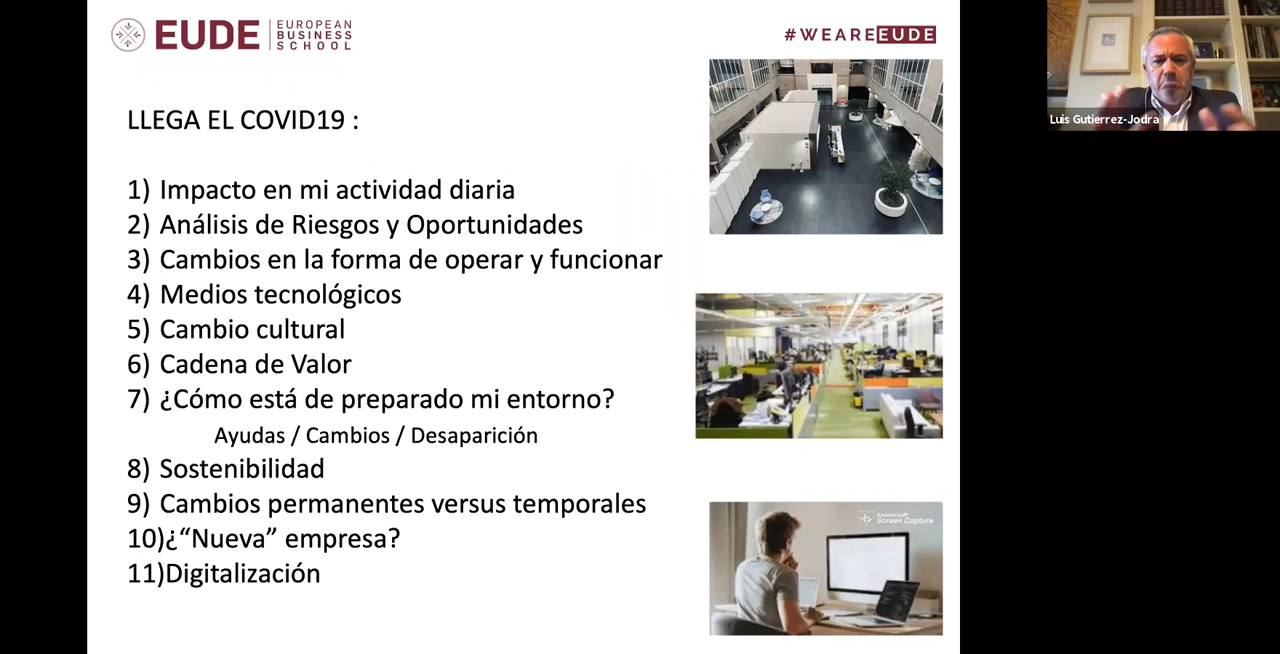 EUDE
EUROPEAN
BUSINESS
SCHOOL
#WEAREEUDE
LLEGA EL COVID19 :
1) Impacto en mi actividad diaria
2) Análisis de Riesgos y Oportunidades
3) Cambios en la forma de operar y funcionar
4) Medios tecnológicos
5) Cambio cultural
6) Cadena de Valor
7) ¿Cómo está de preparado mi entorno?
Ayudas / Cambios / Desaparición
8) Sostenibilidad
9) Cambios permanentes versus temporales
10)¿“Nueva” empresa?
11)Digitalización
Luis Gutierrez-Jodra
Screen Capture